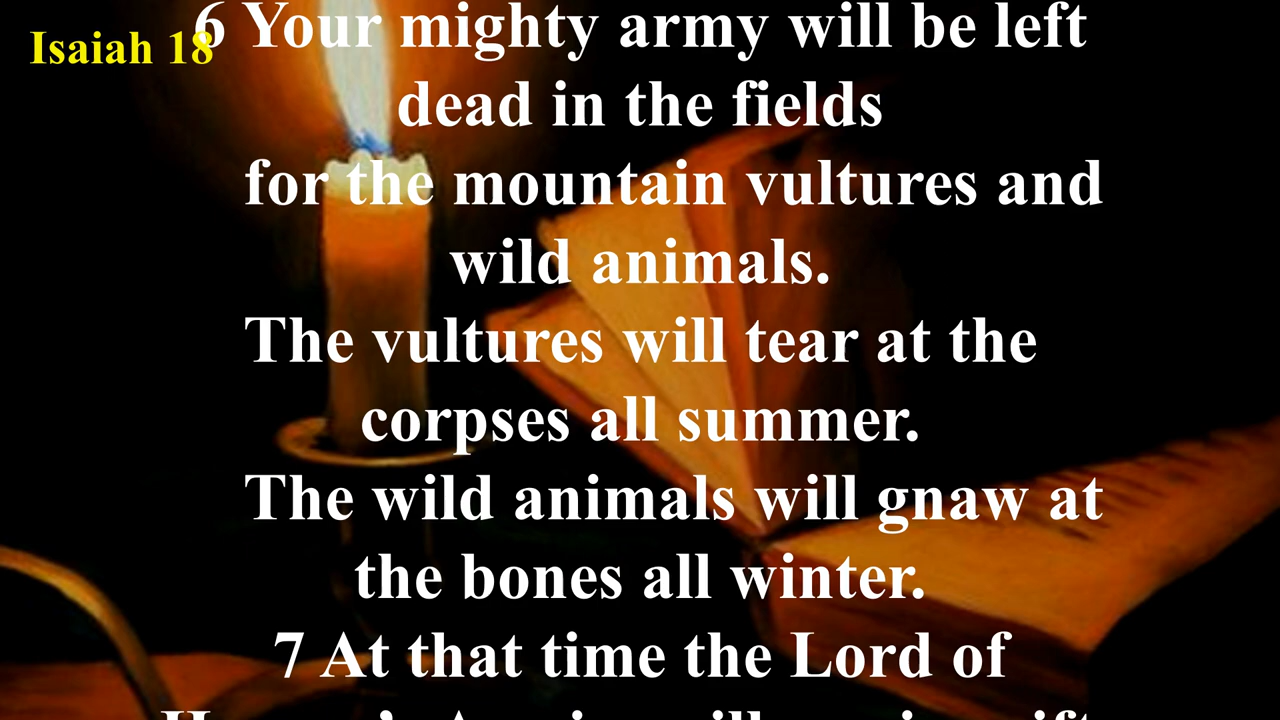 Isaiah 18
6 Your mighty army will be left
dead in the fields
for the mountain vultures and
wild animals.
The vultures will tear at the
corpses all summer.
The wild animals will gnaw at
the bones all winter.
7 At that time the Lord of